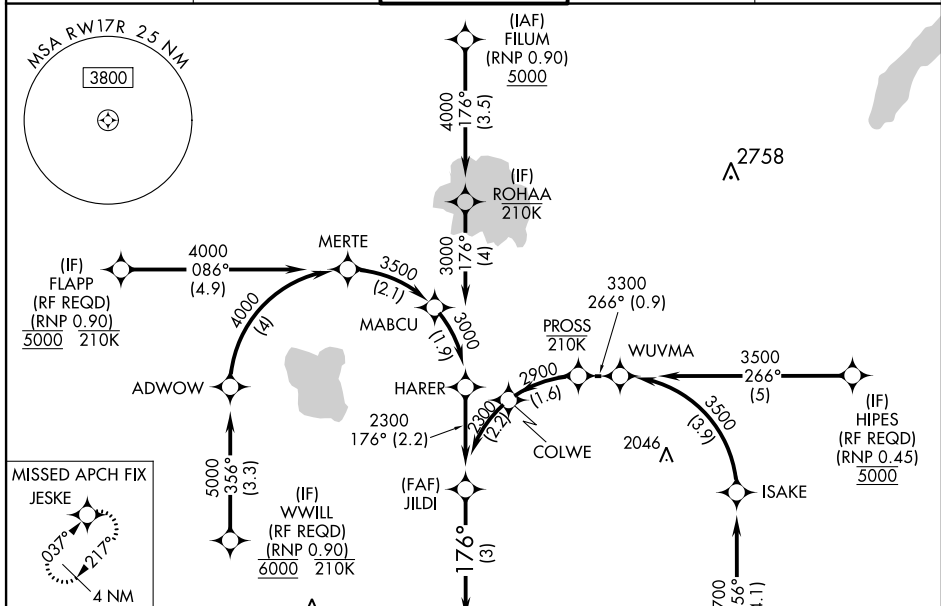 MSA RW17R 25 NM
3800
(IAF)
FILUM
(RNP 0.90)
5000
4000
176°
(3.5)
2758
(IF)
ROHAA
210K
3000
176°
(4)
MERTE
4000
086°
(4.9)
(IF)
FLAPP
(RF REQD)
(RNP 0.90)
5000 210K
4000
(4)
3500
(2.1)
MABCU
3000
(1.9)
3300
266° (0.9)
PROSS
210K
WUVMA
3500
266°
(5)
ADWOW
HARER
2900
(1.6)
2300
176° (2.2)
2300
(2.2)
COLWE
3500
(3.9)
2046
(IF)
HIPES
(RF REQD)
(RNP 0.45)
5000
MISSED APCH FIX
JESKE
037°
217°
4 NM
5000
356°
(3.3)
(IF)
WWILL
(RF REQD)
(RNP 0.90)
6000 210K
(FAF)
JILDI
176°
(3)
ISAKE